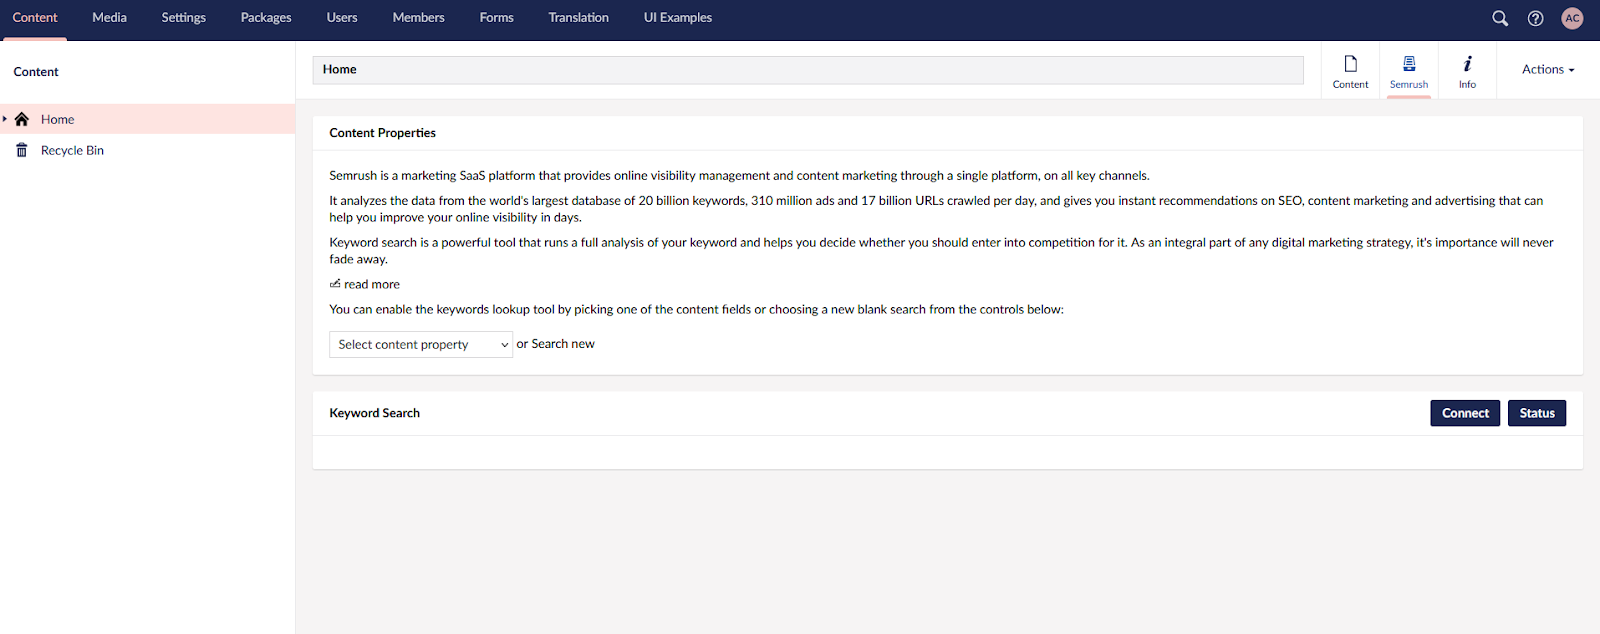 Content Media Settings Packages Users Members Forms Translation UI Examples AC
Content
Home
Recycle Bin
Home
Content Semrush Info Actions
Content Properties
Semrush is a marketing SaaS platform that provides online visibility management and content marketing through a single platform, on all key channels.
It analyzes the data from the world's largest database of 20 billion keywords, 310 million ads and 17 billion URLs crawled per day, and gives you instant recommendations on SEO, content marketing and advertising that can
help you improve your online visibility in days.
Keyword search is a powerful tool that runs a full analysis of your keyword and helps you decide whether you should enter into competition for it. As an integral part of any digital marketing strategy, it's importance will never
fade away.
read more
You can enable the keywords lookup tool by picking one of the content fields or choosing a new blank search from the controls below:
Select content property or Search new
Keyword Search Connect Status